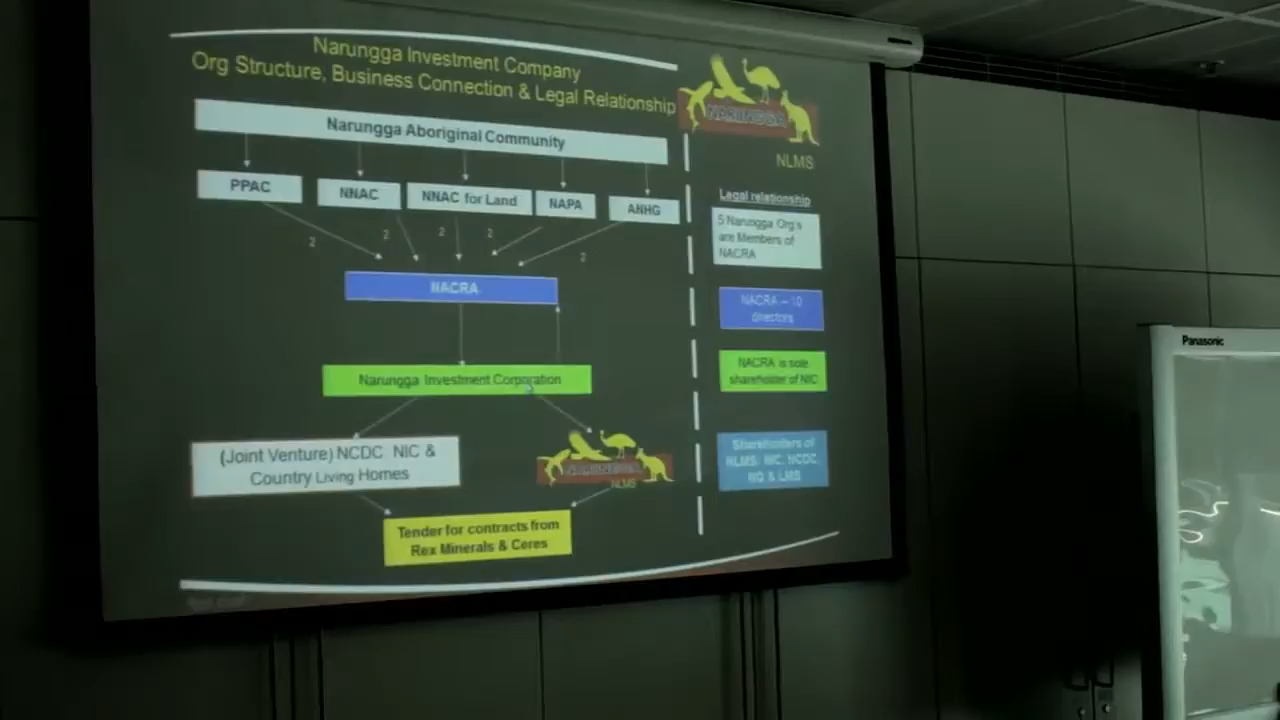 Narungga Investment Company
Org Structure, Business Connection & Legal Relationship
NARUNGGA
NLMS
Narungga Aboriginal Community
PPAC
NNAC
NNAC for Land
NAPA
ANHG
2
2
2
2
2
NACRA
Narungga Investment Corporation
(Joint Venture) NCDC NIC &
Country Living Homes
NARUNGGA
NLMS
Tender for contracts from
Rex Minerals & Ceres
Legal relationship
5 Narungga Org's
are Members of
NACRA
NACRA – 10
directors
NACRA is sole
shareholder of NIC
Shareholders of
NLMS: NIC, NCDC,
& LMS
Panasonic